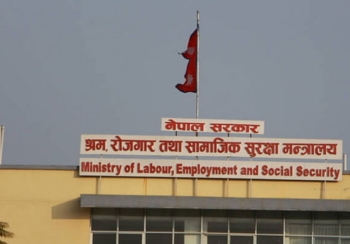 नेपाल सरकार
श्रम, रोजगार तथा सामाजिक सुरक्षा मन्त्रालय
Ministry of Labour, Employment and Social Security